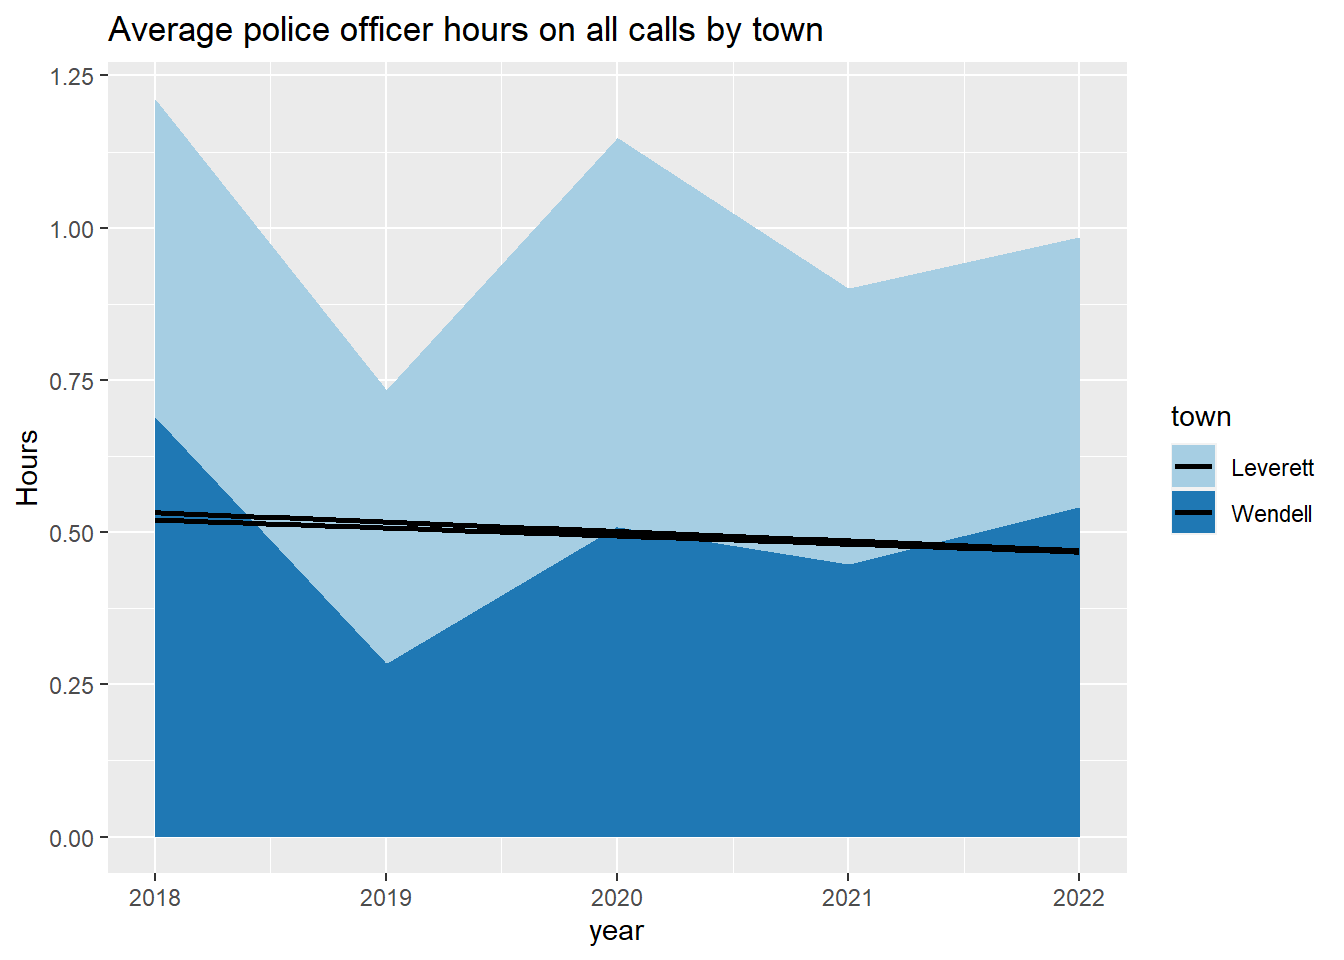 Average police officer hours on all calls by town
1.25
1.00
0.75
0.50
0.25
0.00
Hours
2018 2019 2020 2021 2022
year
town
Leverett
Wendell